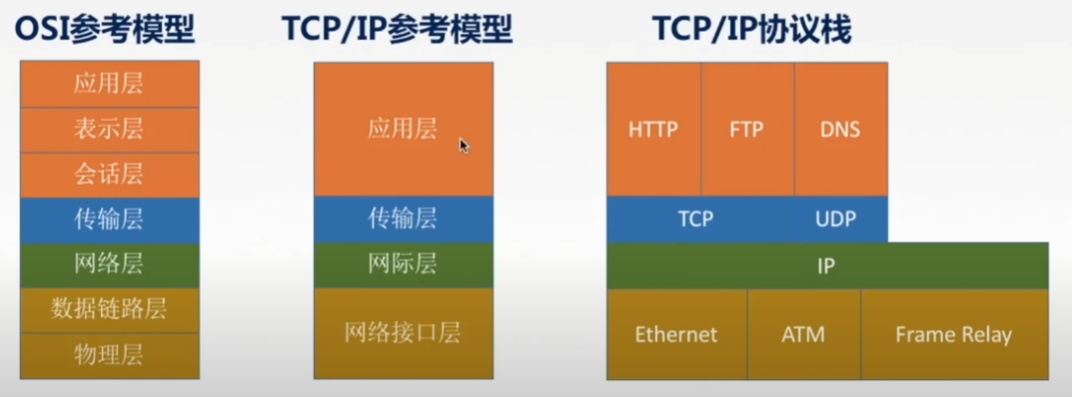 OSI参考模型
应用层
表示层
会话层
传输层
网络层
数据链路层
物理层
TCP/IP参考模型
应用层
传输层
网际层
网络接口层
TCP/IP协议栈
HTTP FTP DNS
TCP UDP
IP
Ethernet ATM Frame Relay